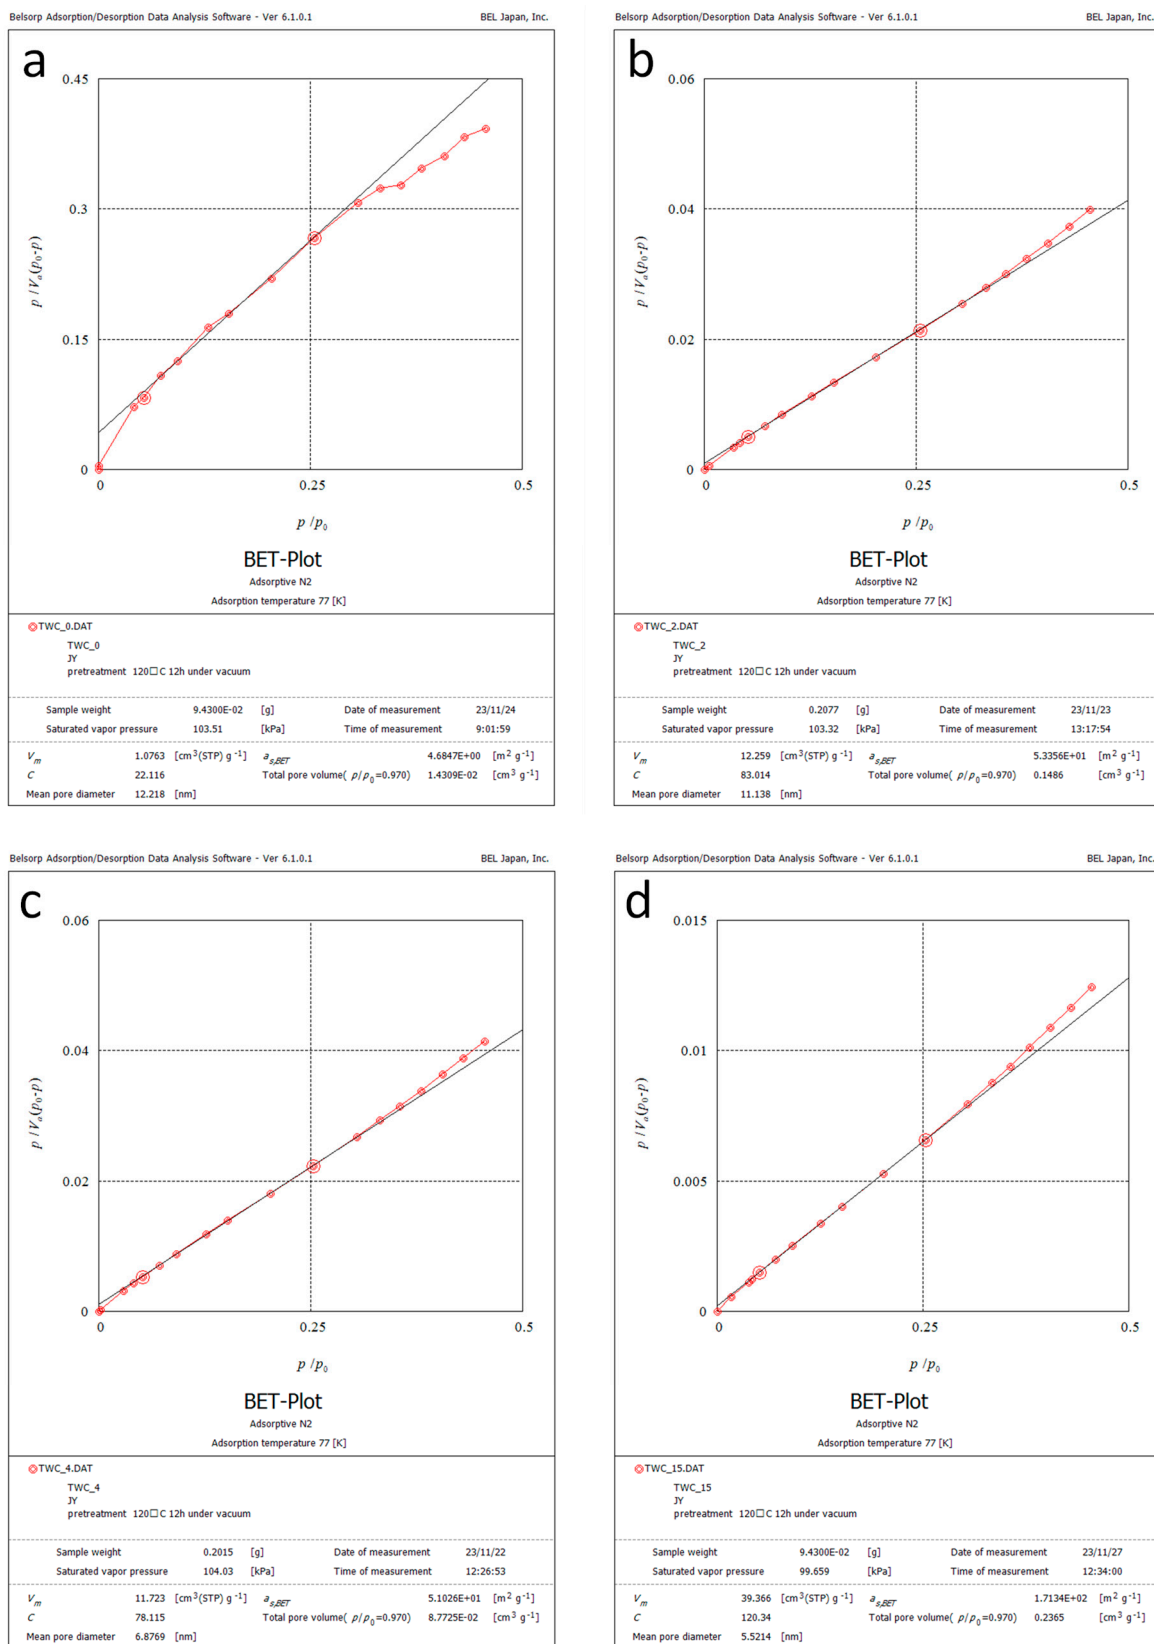 Belsorp Adsorption/Desorption Data Analysis Software - Ver 6.1.0.1 BEL Japan, Inc.
a
0.45
0.3
0.15
0
p /Va(p0-p)
0 0.25 0.5
p /p0
BET-Plot
Adsorptive N2
Adsorption temperature 77 [K]
TWC_0.DAT
TWC_0
JY
pretreatment 120□C 12h under vacuum
Sample weight 9.4300E-02 [g] Date of measurement 23/11/24
Saturated vapor pressure 103.51 [kPa] Time of measurement 9:01:59
Vm 1.0763 [cm³(STP) g⁻¹] as,BET 4.6847E+00 [m² g⁻¹]
C 22.116 Total pore volume( p/p0=0.970) 1.4309E-02 [cm³ g⁻¹]
Mean pore diameter 12.218 [nm]
Belsorp Adsorption/Desorption Data Analysis Software - Ver 6.1.0.1 BEL Japan, Inc.
b
0.06
0.04
0.02
0
p /Va(p0-p)
0 0.25 0.5
p /p0
BET-Plot
Adsorptive N2
Adsorption temperature 77 [K]
TWC_2.DAT
TWC_2
JY
pretreatment 120□C 12h under vacuum
Sample weight 0.2077 [g] Date of measurement 23/11/23
Saturated vapor pressure 103.32 [kPa] Time of measurement 13:17:54
Vm 12.259 [cm³(STP) g⁻¹] as,BET 5.3356E+01 [m² g⁻¹]
C 83.014 Total pore volume( p/p0=0.970) 0.1486 [cm³ g⁻¹]
Mean pore diameter 11.138 [nm]
Belsorp Adsorption/Desorption Data Analysis Software - Ver 6.1.0.1 BEL Japan, Inc.
c
0.06
0.04
0.02
0
p /Va(p0-p)
0 0.25 0.5
p /p0
BET-Plot
Adsorptive N2
Adsorption temperature 77 [K]
TWC_4.DAT
TWC_4
JY
pretreatment 120□C 12h under vacuum
Sample weight 0.2015 [g] Date of measurement 23/11/22
Saturated vapor pressure 104.03 [kPa] Time of measurement 12:26:53
Vm 11.723 [cm³(STP) g⁻¹] as,BET 5.1026E+01 [m² g⁻¹]
C 78.115 Total pore volume( p/p0=0.970) 8.7725E-02 [cm³ g⁻¹]
Mean pore diameter 6.8769 [nm]
Belsorp Adsorption/Desorption Data Analysis Software - Ver 6.1.0.1 BEL Japan, Inc.
d
0.015
0.01
0.005
0
p /Va(p0-p)
0 0.25 0.5
p /p0
BET-Plot
Adsorptive N2
Adsorption temperature 77 [K]
TWC_15.DAT
TWC_15
JY
pretreatment 120□C 12h under vacuum
Sample weight 9.4300E-02 [g] Date of measurement 23/11/27
Saturated vapor pressure 99.659 [kPa] Time of measurement 12:34:00
Vm 39.366 [cm³(STP) g⁻¹] as,BET 1.7134E+02 [m² g⁻¹]
C 120.34 Total pore volume( p/p0=0.970) 0.2365 [cm³ g⁻¹]
Mean pore diameter 5.5214 [nm]